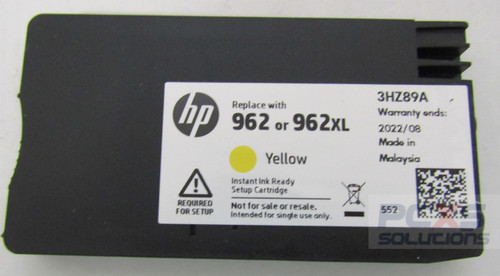 hp
Replace with
962 or 962XL
Yellow
Instant Ink Ready
Setup Cartridge
REQUIRED
FOR SETUP
Not for sale or resale.
Intended for single use only.
3HZ89A
Warranty ends:
2022/08
Made in
Malaysia
552
PCXS
SOLUTIONS